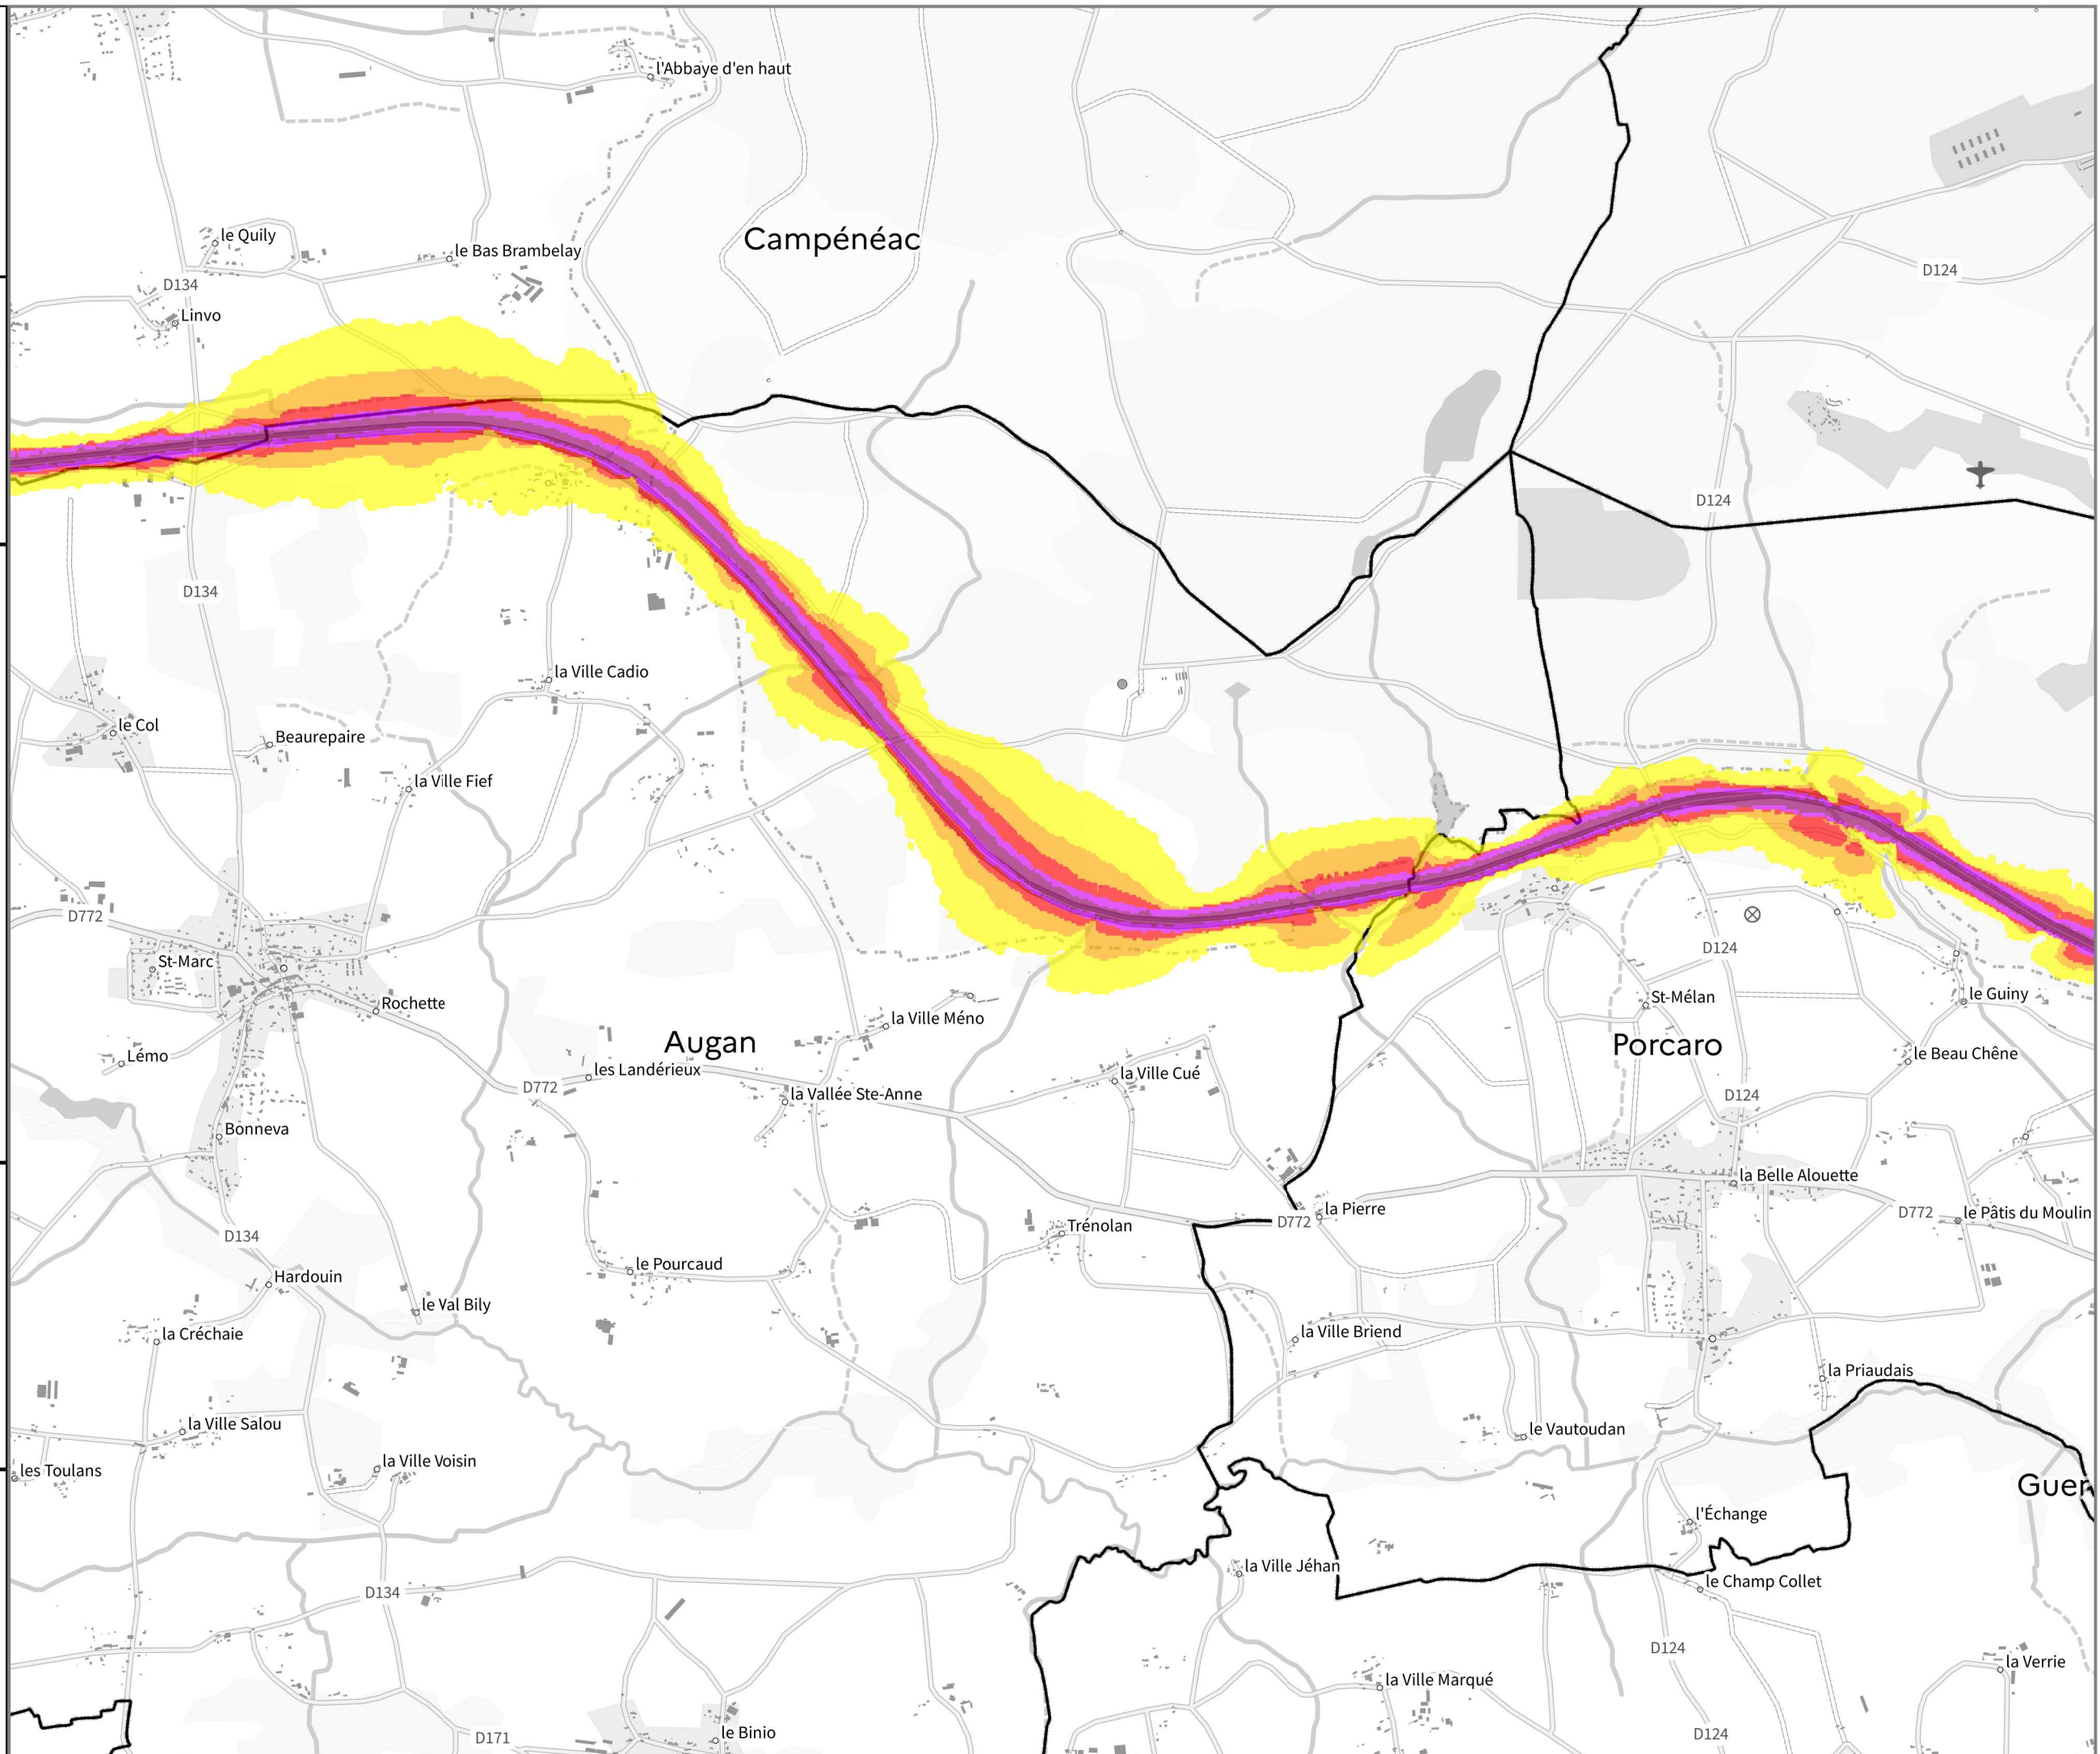 l'Abbaye d'en haut
le Quily
Campénéac
le Bas Brambelay
D124
D134
Linvo
D124
D134
la Ville Cadio
le Col
Beaurepaire
la Ville Fief
D772
D124
St-Marc
le Guiny
St-Mélan
Rochette
la Ville Méno
Augan
Porcaro
Lémo
le Beau Chêne
les Landérieux
la Ville Cué
D772
la Vallée Ste-Anne
D124
Bonneva
la Belle Alouette
la Pierre
D772
le Pâtis du Moulin
D772
Trénolan
D134
le Pourcaud
Hardouin
le Val Bily
la Créchaie
la Ville Briend
la Priaudais
la Ville Salou
le Vautoudan
la Ville Voisin
les Toulans
Guer
l'Échange
la Ville Jéhan
le Champ Collet
D134
D124
la Verrie
la Ville Marqué
le Binio
D124
D171